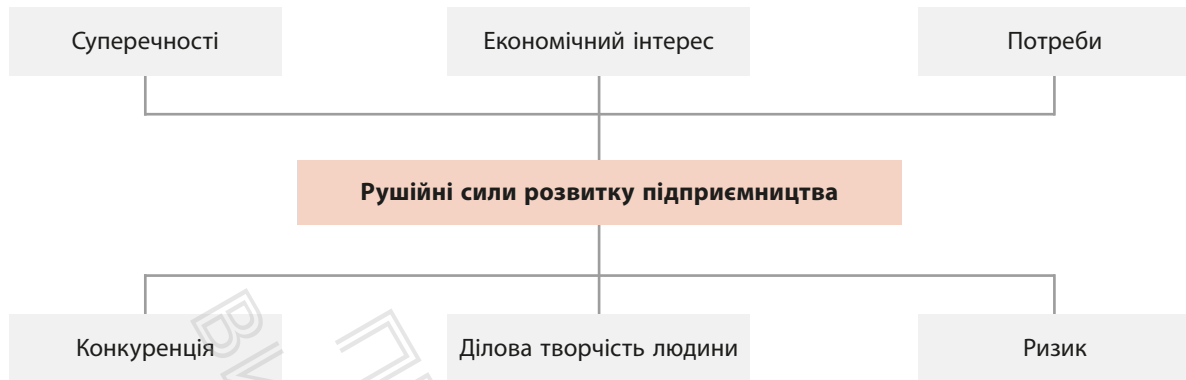 Суперечності
Економічний інтерес
Потреби
Рушійні сили розвитку підприємництва
Конкуренція
Ділова творчість людини
Ризик